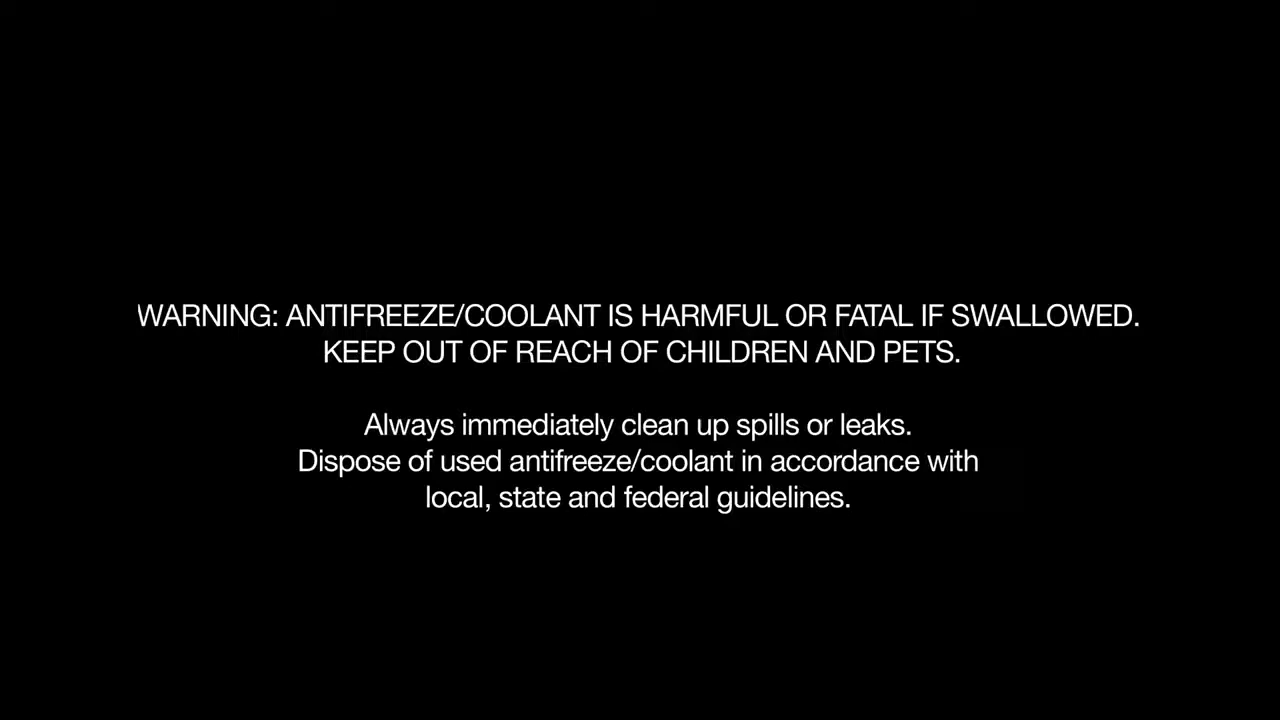 WARNING: ANTIFREEZE/COOLANT IS HARMFUL OR FATAL IF SWALLOWED.
KEEP OUT OF REACH OF CHILDREN AND PETS.
Always immediately clean up spills or leaks.
Dispose of used antifreeze/coolant in accordance with
local, state and federal guidelines.